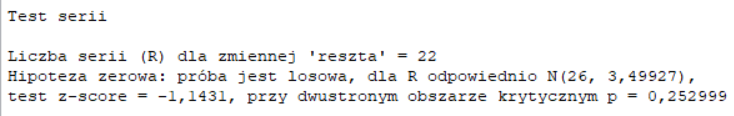 Test serii
Liczba serii (R) dla zmiennej 'reszta' = 22
Hipoteza zerowa: próba jest losowa, dla R odpowiednio N(26, 3,49927),
test z-score = -1,1431, przy dwustronym obszarze krytycznym p = 0,252999